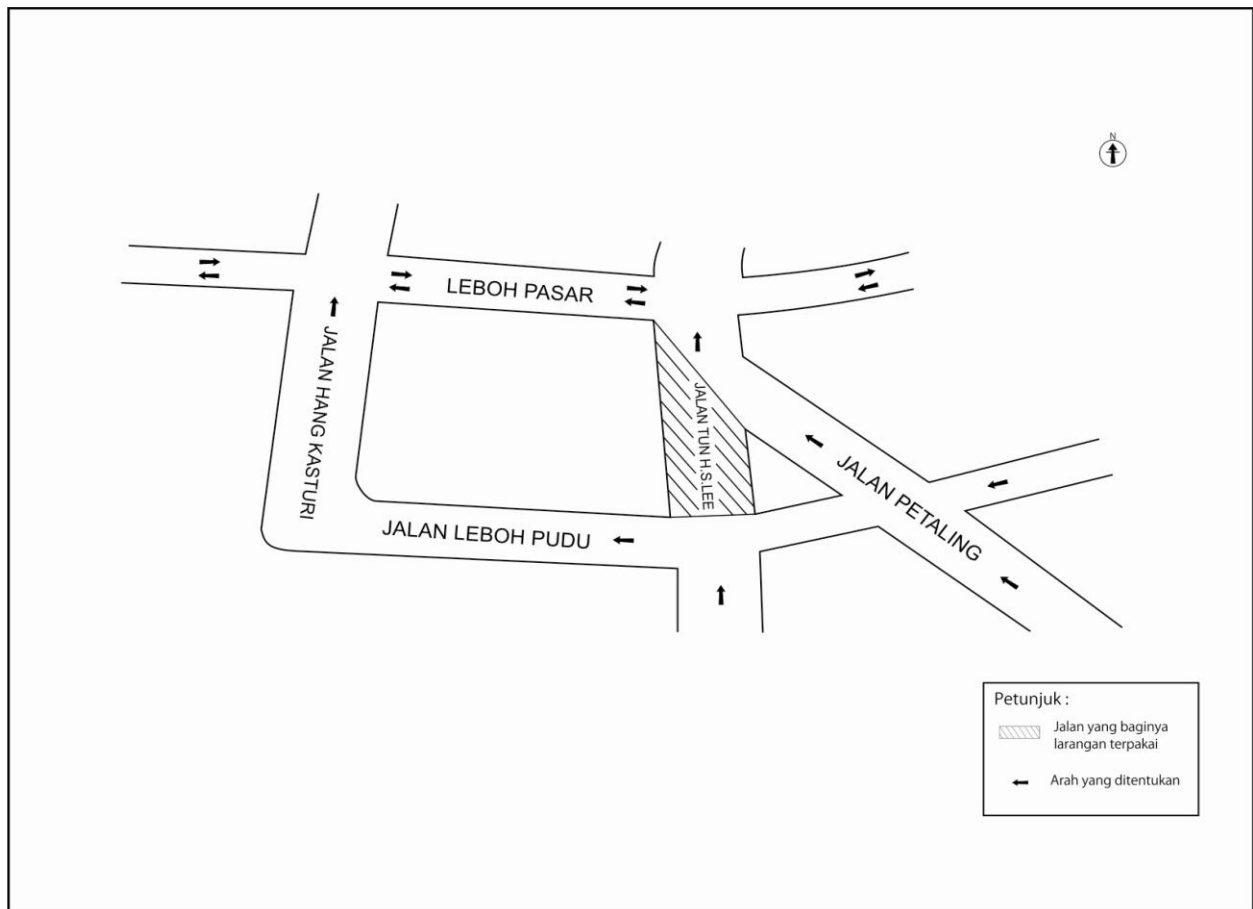 N
LEBOH PASAR
JALAN HANG KASTURI
JALAN TUN H.S.LEE
JALAN PETALING
JALAN LEBOH PUDU
Petunjuk :
Jalan yang baginya
larangan terpakai
Arah yang ditentukan